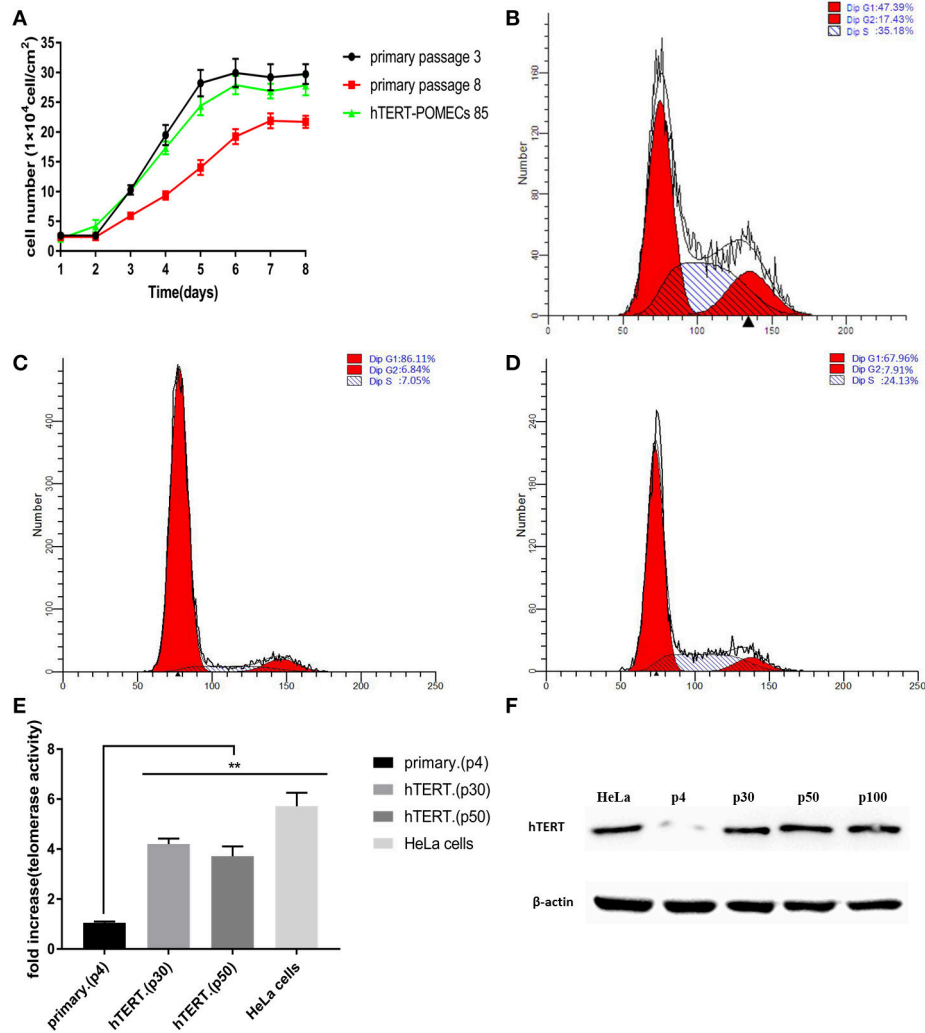 A
cell number (1×10⁴cell/cm²)
35
30
25
20
15
10
5
0
1 2 3 4 5 6 7 8
Time(days)
primary passage 3
primary passage 8
hTERT-POMECs 85
B
Dip G1:47.39%
Dip G2:17.43%
Dip S :35.18%
Number
160
120
80
40
0
0 50 100 150 200
C
Dip G1:86.11%
Dip G2:6.84%
Dip S :7.05%
Number
400
300
200
100
0
0 50 100 150 200 250
D
Dip G1:67.96%
Dip G2:7.91%
Dip S :24.13%
Number
240
180
120
60
0
0 50 100 150 200 250
E
fold increase(telomerase activity)
8
6
4
2
0
**
primary.(p4)
hTERT.(p30)
hTERT.(p50)
HeLa cells
primary.(p4)
hTERT.(p30)
hTERT.(p50)
HeLa cells
F
HeLa p4 p30 p50 p100
hTERT
β-actin